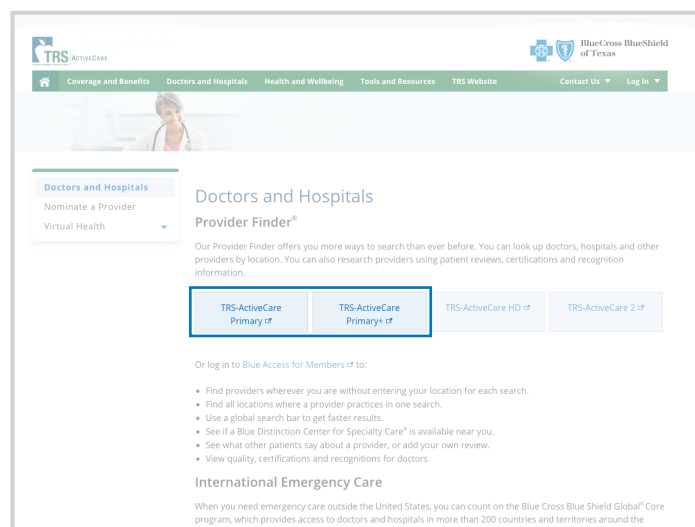 TRS ACTIVECARE
BlueCross BlueShield
of Texas
Coverage and Benefits Doctors and Hospitals Health and Wellbeing Tools and Resources TRS Website Contact Us Log In
Doctors and Hospitals
Nominate a Provider
Virtual Health
Doctors and Hospitals
Provider Finder®
Our Provider Finder offers you more ways to search than ever before. You can look up doctors, hospitals and other
providers by location. You can also research providers using patient reviews, certifications and recognition
information.
TRS-ActiveCare
Primary
TRS-ActiveCare
Primary+
TRS-ActiveCare HD
TRS-ActiveCare 2
Or log in to Blue Access for Members to:
• Find providers wherever you are without entering your location for each search.
• Find all locations where a provider practices in one search.
• Use a global search bar to get faster results.
• See if a Blue Distinction Center for Specialty Care® is available near you.
• See what other patients say about a provider, or add your own review.
• View quality, certifications and recognitions for doctors.
International Emergency Care
When you need emergency care outside the United States, you can count on the Blue Cross Blue Shield Global® Core
program, which provides access to doctors and hospitals in more than 200 countries and territories around the